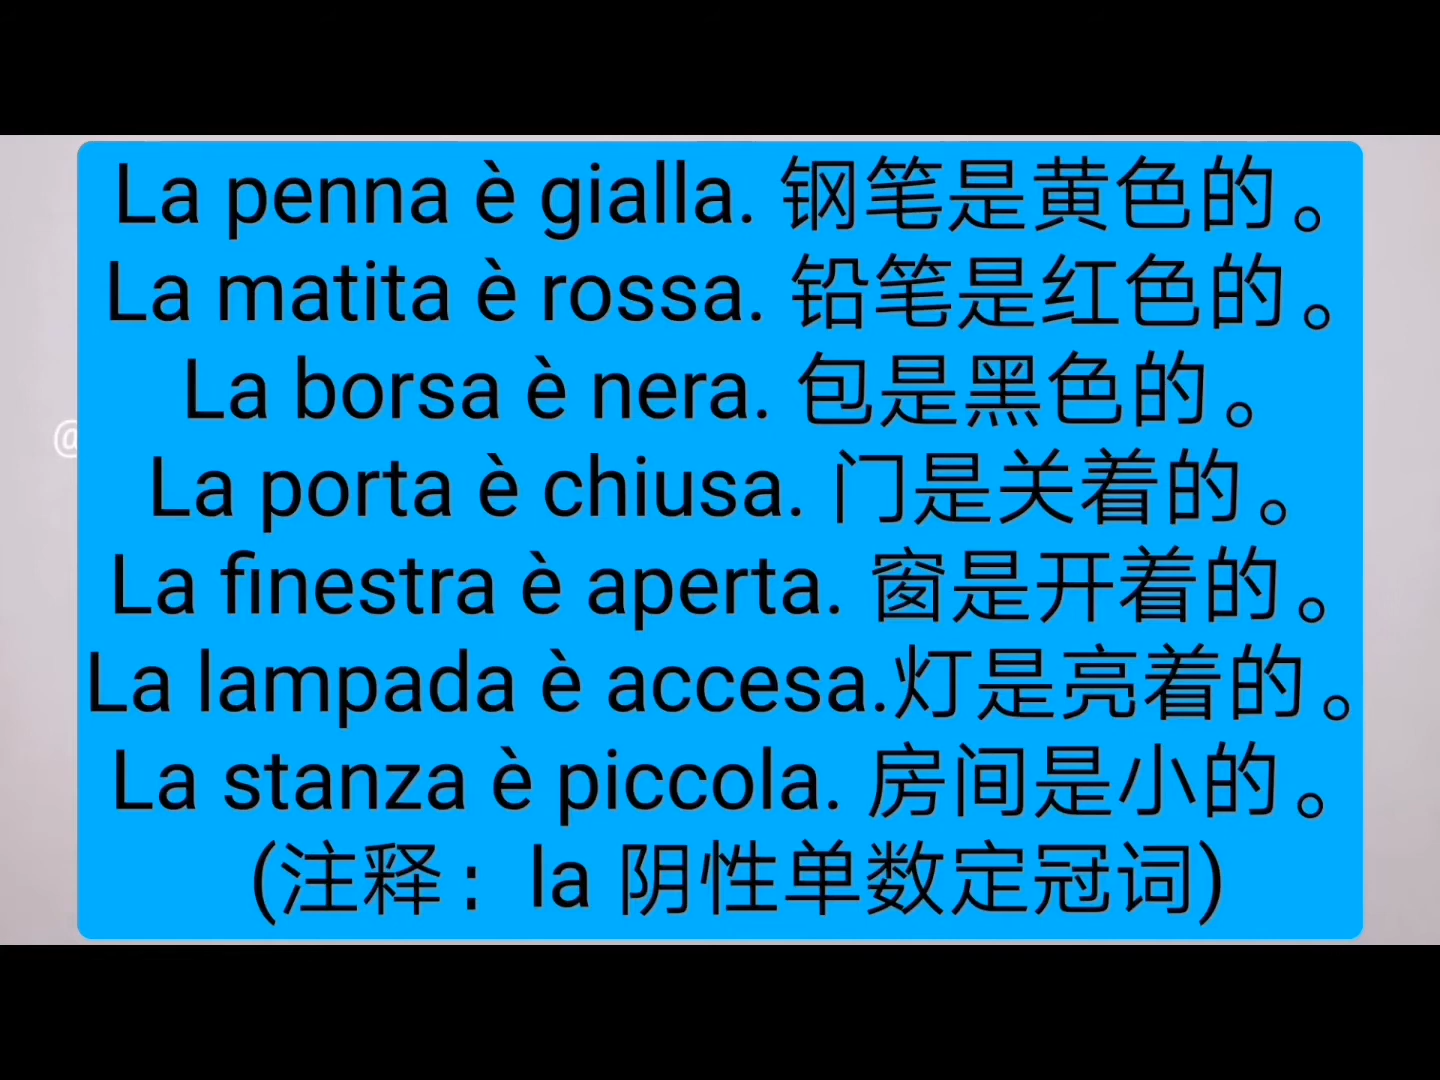 La penna è gialla. 钢笔是黄色的。
La matita è rossa. 铅笔是红色的。
La borsa è nera. 包是黑色的。
La porta è chiusa. 门是关着的。
La finestra è aperta. 窗是开着的。
La lampada è accesa.灯是亮着的。
La stanza è piccola. 房间是小的。
(注释：la 阴性单数定冠词)
@